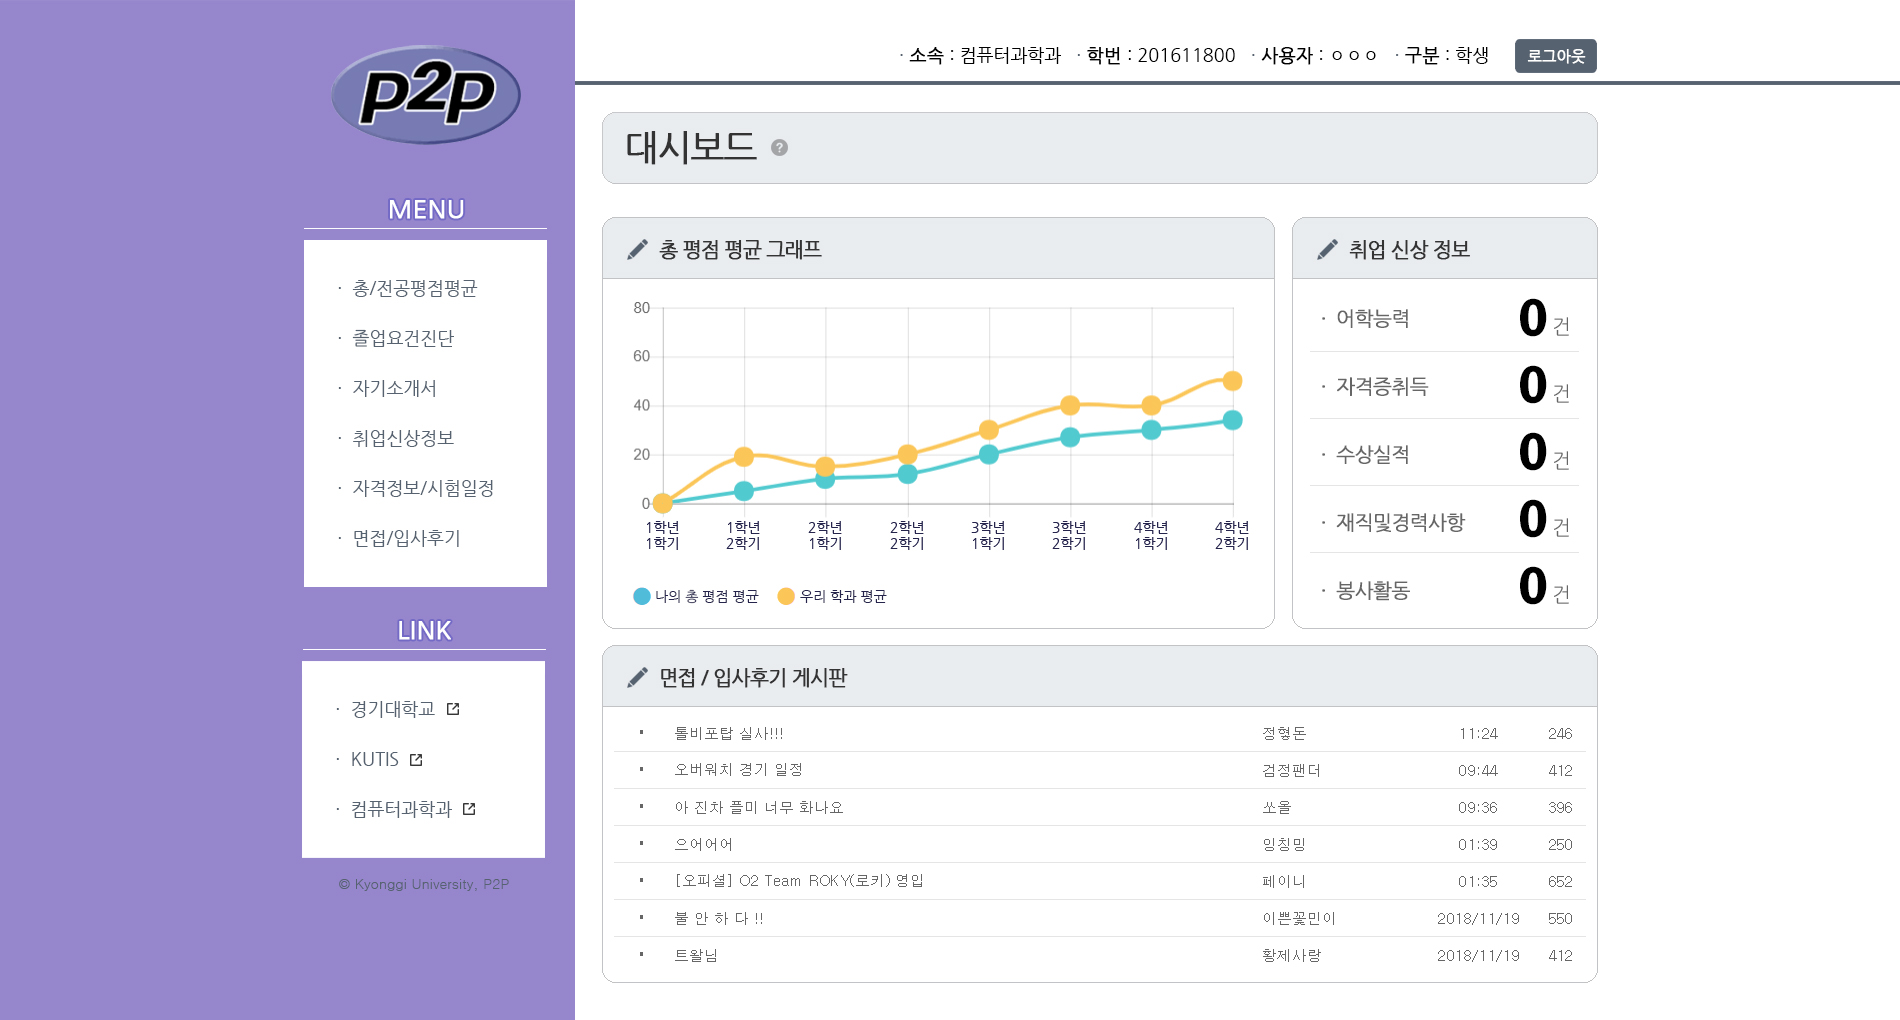 p2p
· 소속 : 컴퓨터과학과 · 학번 : 201611800 · 사용자 : ㅇㅇㅇ · 구분 : 학생 로그아웃
MENU
· 총/전공평점평균
· 졸업요건진단
· 자기소개서
· 취업신상정보
· 자격정보/시험일정
· 면접/입사후기
LINK
· 경기대학교
· KUTIS
· 컴퓨터과학과
© Kyonggi University, P2P
대시보드 ?
총 평점 평균 그래프
80
60
40
20
0
1학년 1학년 2학년 2학년 3학년 3학년 4학년 4학년
1학기 2학기 1학기 2학기 1학기 2학기 1학기 2학기
나의 총 평점 평균 우리 학과 평균
취업 신상 정보
· 어학능력 0 건
· 자격증취득 0 건
· 수상실적 0 건
· 재직및경력사항 0 건
· 봉사활동 0 건
면접 / 입사후기 게시판
톨비포탑 실사!!! 정형돈 11:24 246
오버워치 경기 일정 검정팬더 09:44 412
아 진차 플미 너무 화나요 쏘올 09:36 396
으어어어 잉칭밍 01:39 250
[오피셜] O2 Team ROKY(로키) 영입 페이니 01:35 652
불 안 하 다 !! 이쁜꽃민이 2018/11/19 550
트왈님 황제사랑 2018/11/19 412